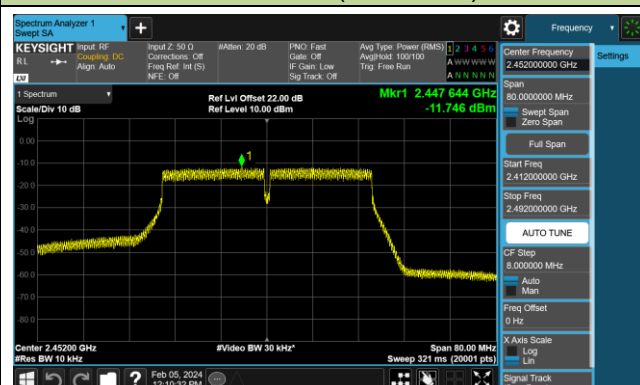 Spectrum Analyzer 1
Swept SA
Frequency
KEYSIGHT
RL
LXI
Input: RF
Coupling: DC
Align: Auto
Input Z: 50 Ω
Corrections: Off
Freq Ref: Int (S)
NFE: Off
#Atten: 20 dB
PNO: Fast
Gate: Off
IF Gain: Low
Sig Track: Off
Avg Type: Power (RMS)
Avg|Hold: 100/100
Trig: Free Run
1 2 3 4 5 6
A W W W W W
A N N N N N
1 Spectrum
Scale/Div 10 dB
Log
Ref Lvl Offset 22.00 dB
Ref Level 10.00 dBm
Mkr1 2.447 644 GHz
-11.746 dBm
1
0.00
-10.0
-20.0
-30.0
-40.0
-50.0
-60.0
-70.0
-80.0
Center 2.45200 GHz
#Res BW 10 kHz
#Video BW 30 kHz*
Span 80.00 MHz
Sweep 321 ms (20001 pts)
Feb 05, 2024
Center Frequency
2.452000000 GHz
Settings
Span
80.0000000 MHz
Swept Span
Zero Span
Full Span
Start Freq
2.412000000 GHz
Stop Freq
2.492000000 GHz
AUTO TUNE
CF Step
8.000000 MHz
Auto
Man
Freq Offset
0 Hz
X Axis Scale
Log
Lin
Signal Track